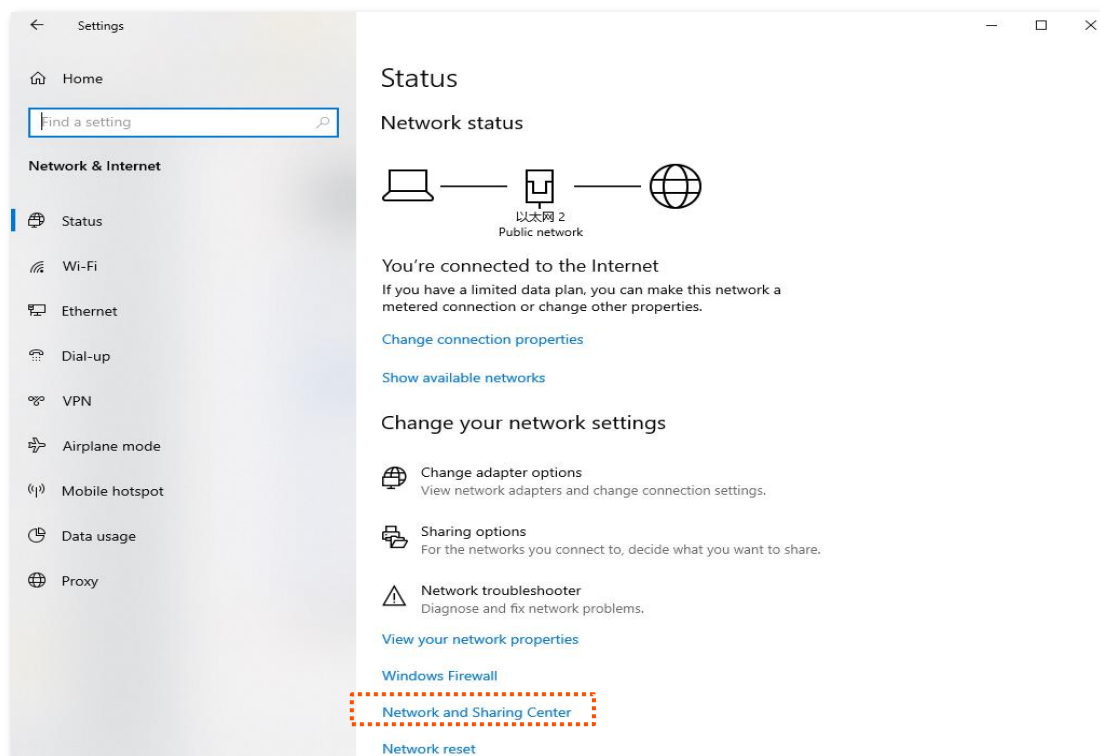 Settings
Home
Find a setting
Network & Internet
Status
Wi-Fi
Ethernet
Dial-up
VPN
Airplane mode
Mobile hotspot
Data usage
Proxy
Status
Network status
以太网 2
Public network
You're connected to the Internet
If you have a limited data plan, you can make this network a
metered connection or change other properties.
Change connection properties
Show available networks
Change your network settings
Change adapter options
View network adapters and change connection settings.
Sharing options
For the networks you connect to, decide what you want to share.
Network troubleshooter
Diagnose and fix network problems.
View your network properties
Windows Firewall
Network and Sharing Center
Network reset